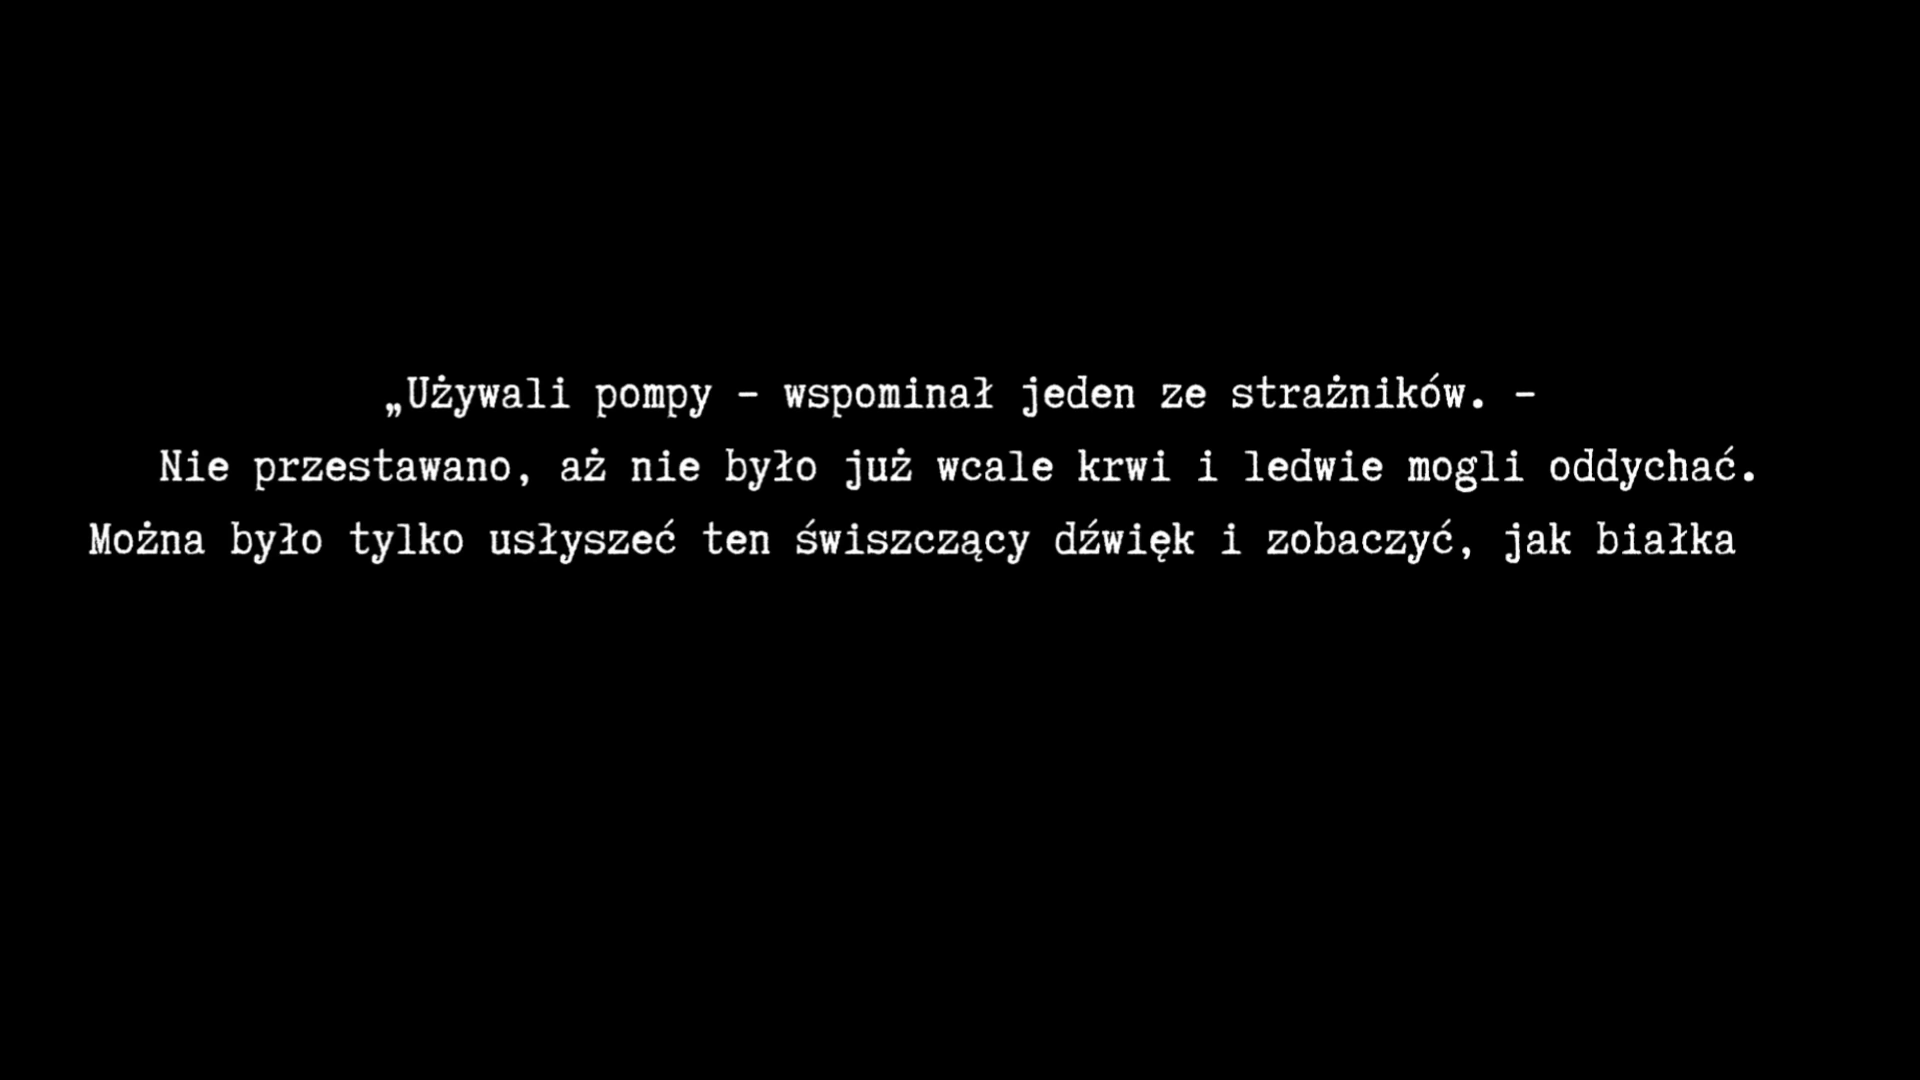 „Używali pompy – wspominał jeden ze strażników. –
Nie przestawano, aż nie było już wcale krwi i ledwie mogli oddychać.
Można było tylko usłyszeć ten świszczący dźwięk i zobaczyć, jak białka